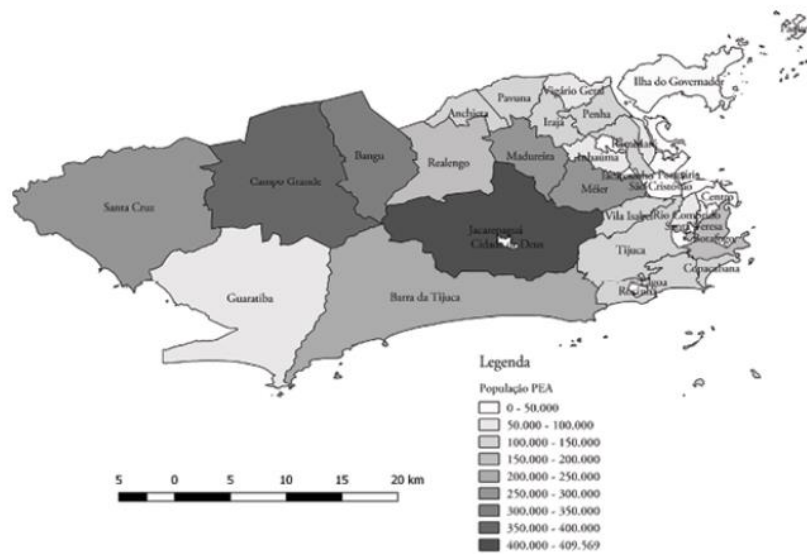 Ilha do Governador
Vigário Geral
Pavuna
Anchieta
Penha
Irajá
Bangu
Realengo
Madureira
Inhaúma
Méier
São Cristóvão
Centro
Campo Grande
Santa Cruz
Vila Isabel
Rio Comprido
Santa Teresa
Botafogo
Jacarepaguá
Cidade de Deus
Tijuca
Copacabana
Lagoa
Guaratiba
Barra da Tijuca
Legenda
População PEA
0 - 50.000
50.000 - 100.000
100.000 - 150.000
150.000 - 200.000
200.000 - 250.000
250.000 - 300.000
300.000 - 350.000
350.000 - 400.000
400.000 - 409.569
5 0 5 10 15 20 km